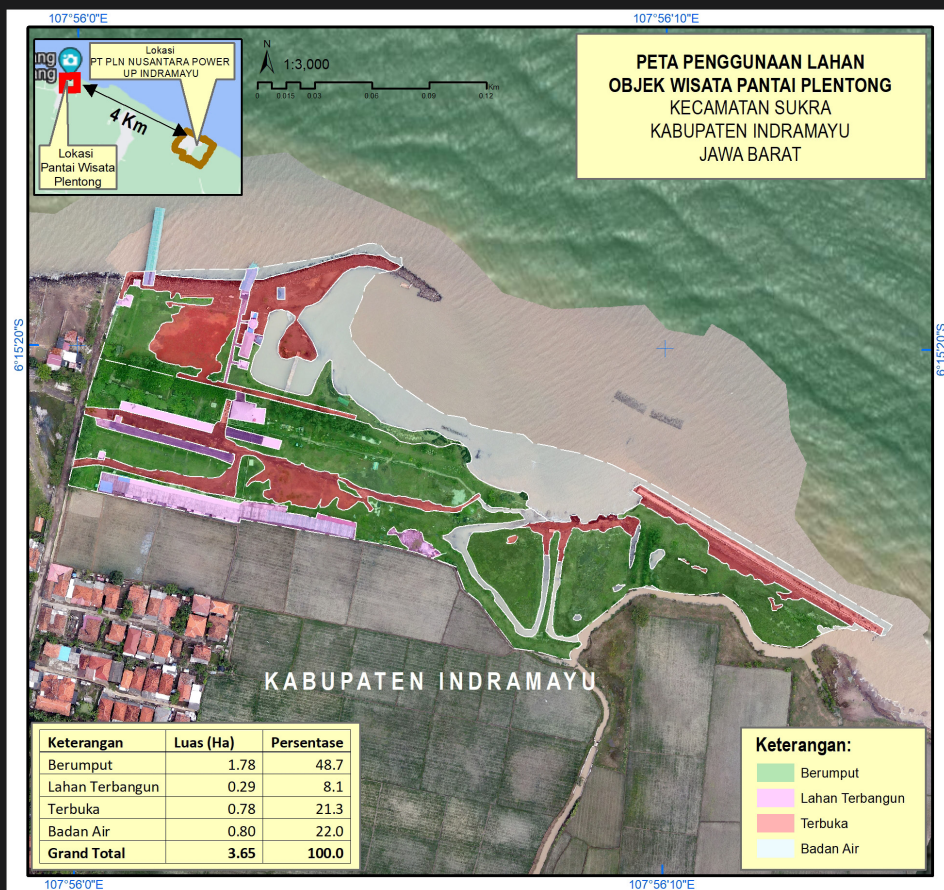 107°56'0"E
107°56'10"E
ng
ng
Lokasi
PT PLN NUSANTARA POWER
UP INDRAMAYU
4 Km
Lokasi
Pantai Wisata
Plentong
N
1:3,000
Km
0 0.015 0.03 0.06 0.09 0.12
PETA PENGGUNAAN LAHAN
OBJEK WISATA PANTAI PLENTONG
KECAMATAN SUKRA
KABUPATEN INDRAMAYU
JAWA BARAT
6°15'20"S
6°15'20"S
KABUPATEN INDRAMAYU
Keterangan Luas (Ha) Persentase
Berumput 1.78 48.7
Lahan Terbangun 0.29 8.1
Terbuka 0.78 21.3
Badan Air 0.80 22.0
Grand Total 3.65 100.0
Keterangan:
Berumput
Lahan Terbangun
Terbuka
Badan Air
107°56'0"E
107°56'10"E